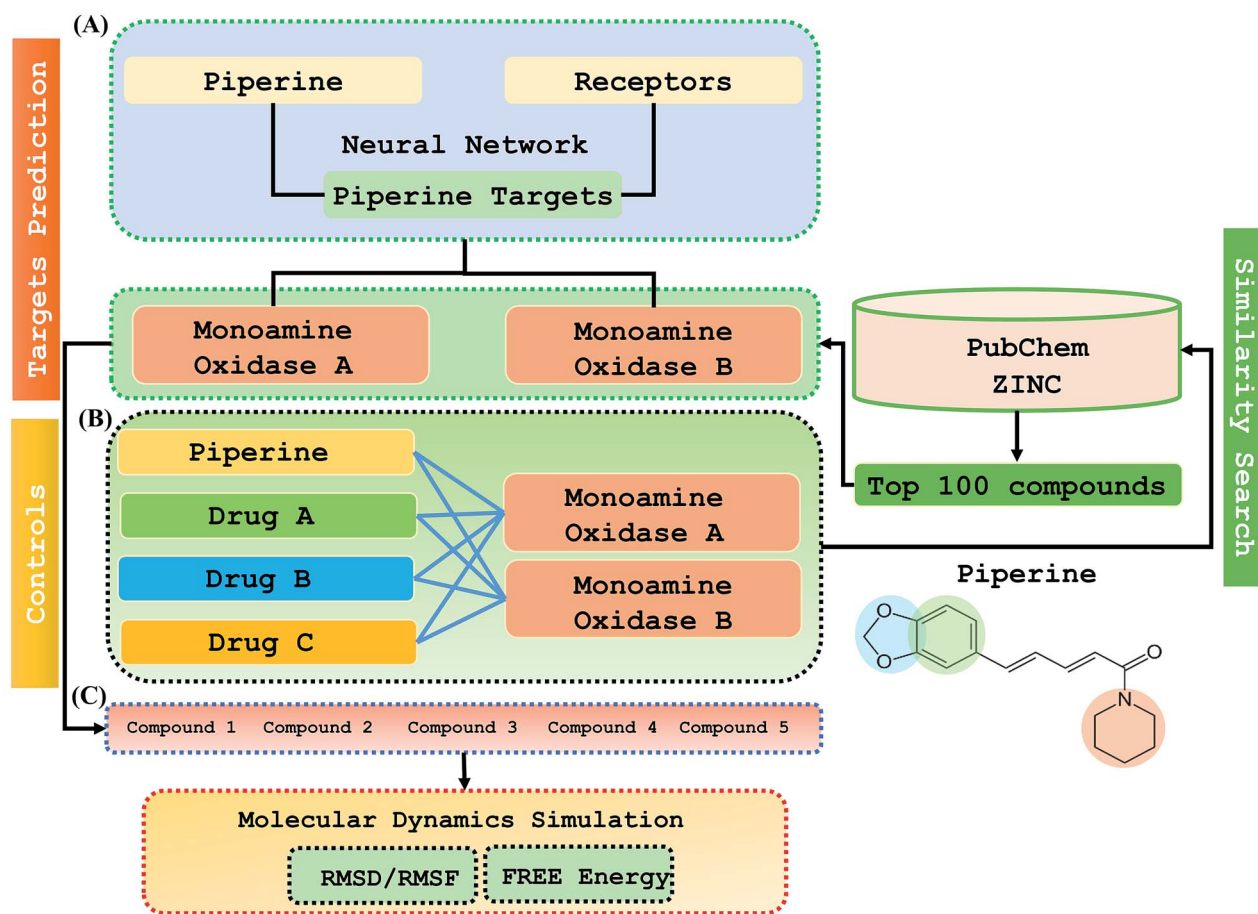 (A)
Targets Prediction
Piperine
Receptors
Neural Network
Piperine Targets
Monoamine
Oxidase A
Monoamine
Oxidase B
PubChem
ZINC
Top 100 compounds
Similarity Search
(B)
Controls
Piperine
Drug A
Drug B
Drug C
Monoamine
Oxidase A
Monoamine
Oxidase B
Piperine
O
O
O
N
(C)
Compound 1 Compound 2 Compound 3 Compound 4 Compound 5
Molecular Dynamics Simulation
RMSD/RMSF
FREE Energy